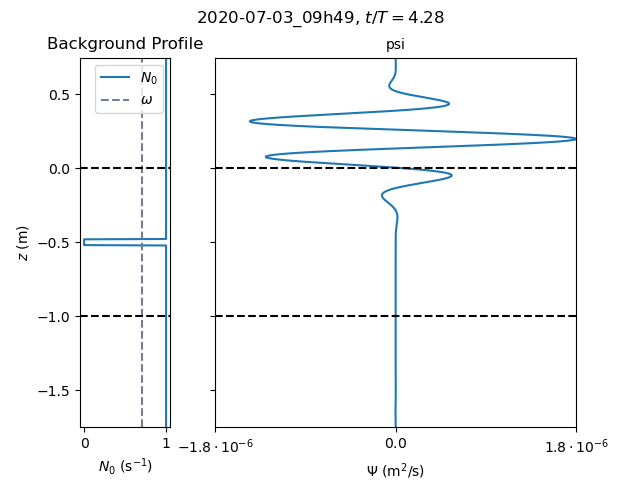 2020-07-03_09h49, t/T = 4.28
Background Profile
psi
N₀
ω
0.5
0.0
−0.5
−1.0
−1.5
z (m)
0
1
N₀ (s⁻¹)
−1.8 · 10⁻⁶
0.0
1.8 · 10⁻⁶
Ψ (m²/s)